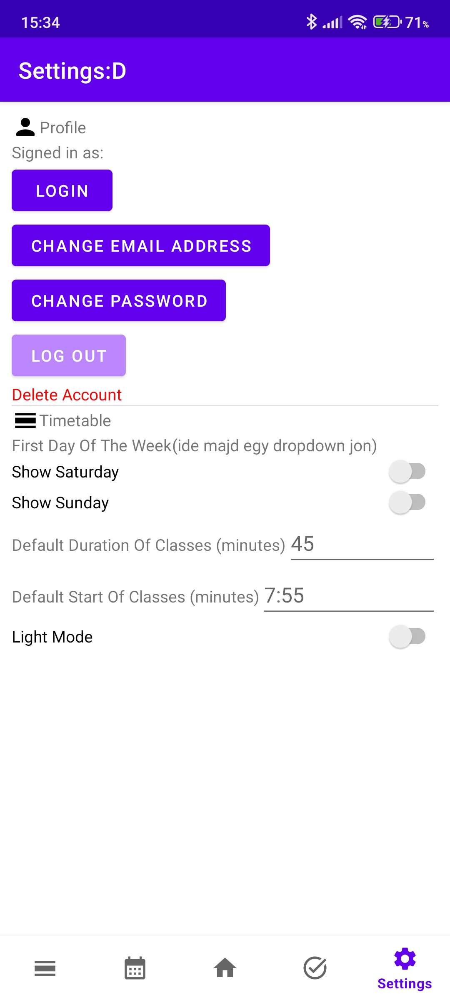 15:34 71%
Settings:D
Profile
Signed in as:
LOGIN
CHANGE EMAIL ADDRESS
CHANGE PASSWORD
LOG OUT
Delete Account
Timetable
First Day Of The Week(ide majd egy dropdown jon)
Show Saturday
Show Sunday
Default Duration Of Classes (minutes) 45
Default Start Of Classes (minutes) 7:55
Light Mode
Settings